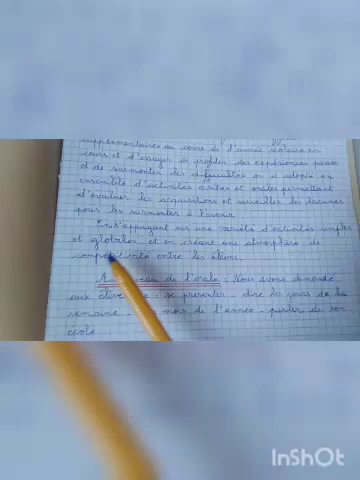 supplementaires au cours de l'année scolaire en
cours et d'essayer de profiter des expériences passées
et de surmonter les difficultés on a adopté un
ensemble d'activités écrites et orales permettant
d'évaluer les acquisitions et surveiller les lacunes
pour les surmonter à l'avenir.
En s'appuyant sur une variété d'activités simples
et globales et en créant une atmosphère de
compétitivité entre les élèves.
Au niveau de l'orale : Nous avons demandé
aux élèves de : se présenter - dire les jours de la
semaine - les mois de l'année - parler de son
école
InShOt